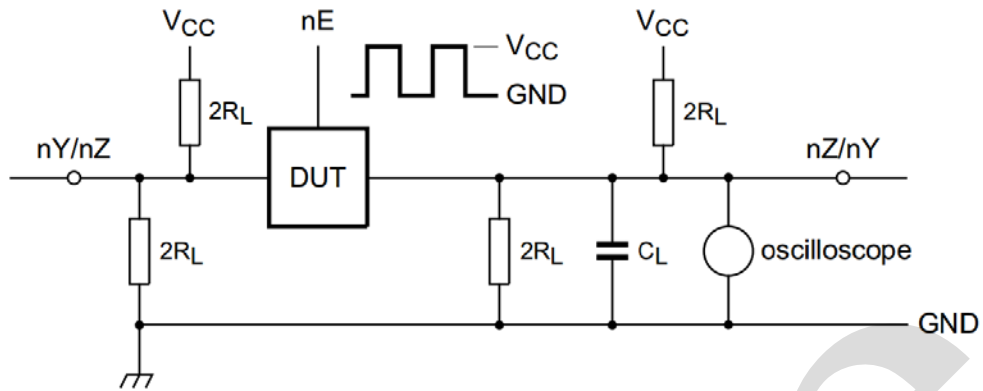 VCC
nE
VCC
VCC
GND
2RL
2RL
nY/nZ
nZ/nY
DUT
2RL
2RL
CL
oscilloscope
GND